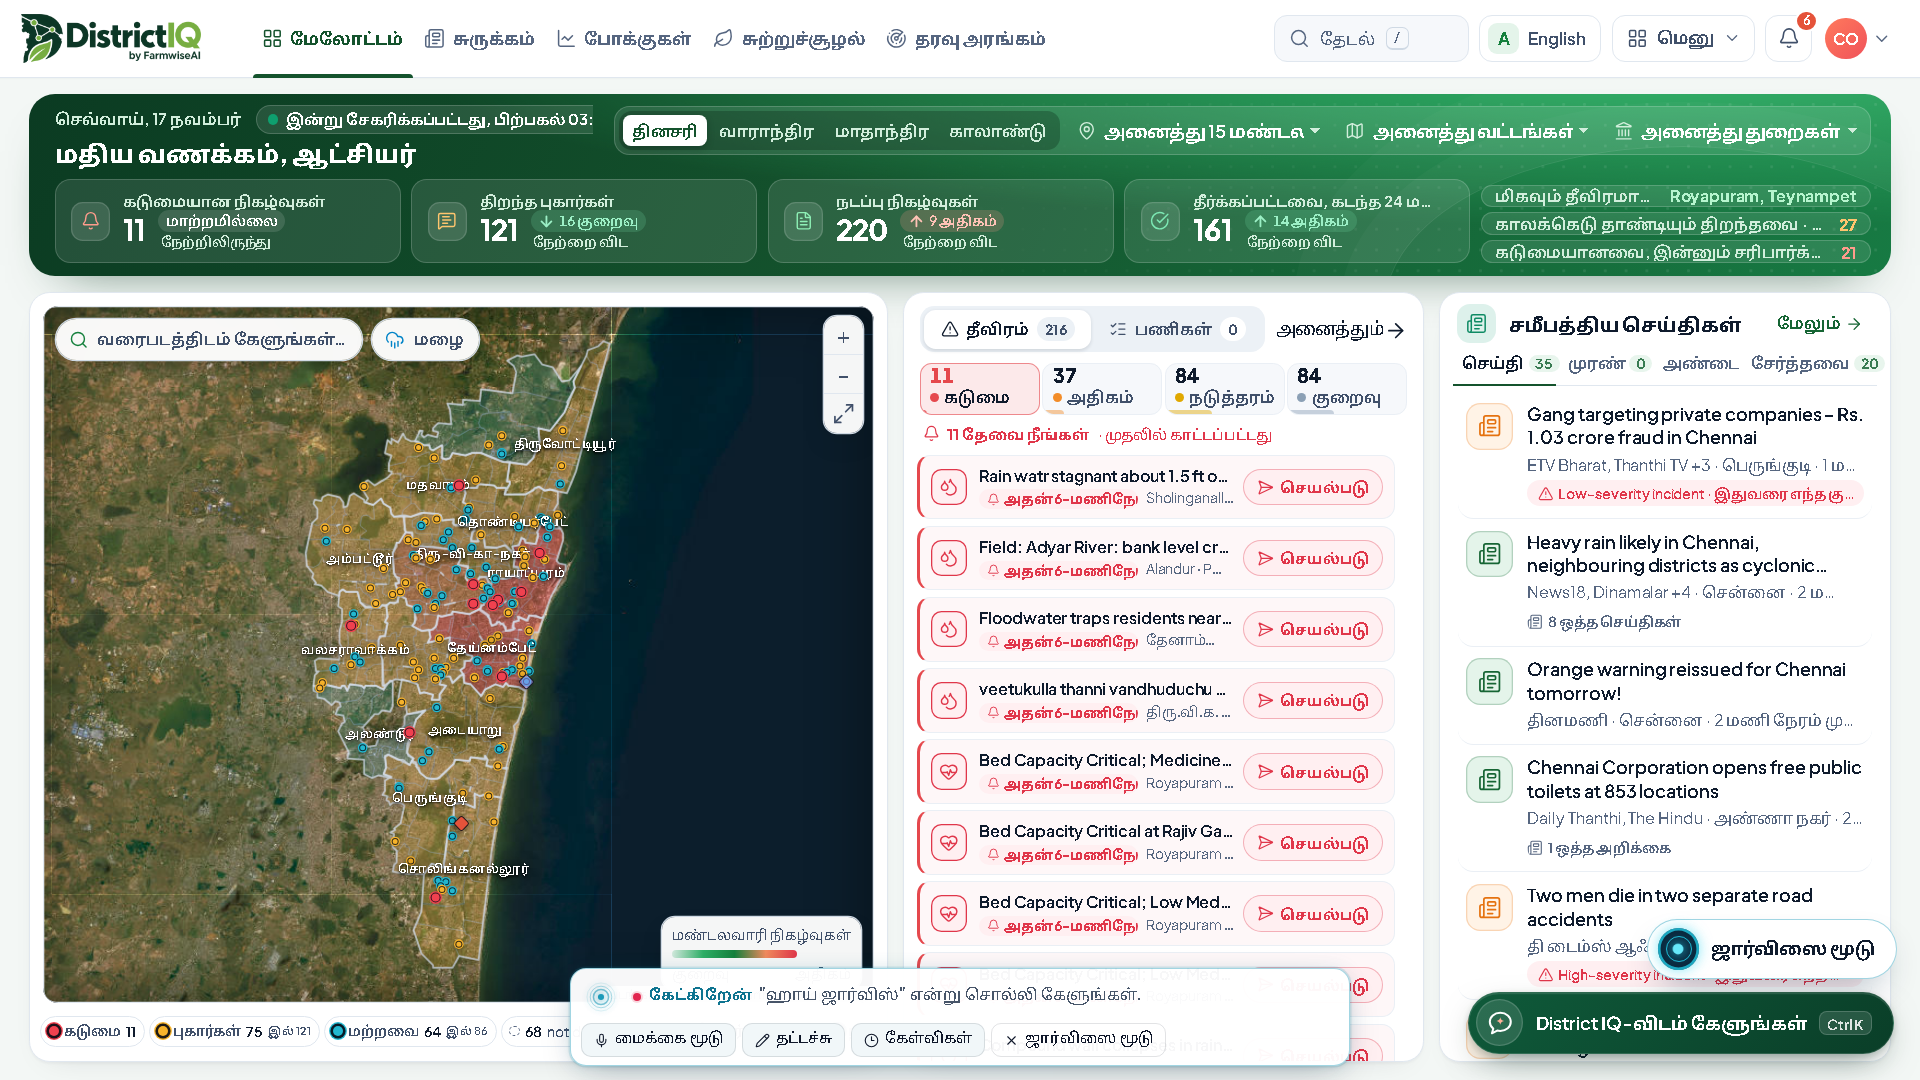 DistrictIQ
by FarmwiseAI
மேலோட்டம்
சுருக்கம்
போக்குகள்
சுற்றுச்சூழல்
தரவு அரங்கம்
தேடல் /
A English
மெனு
6
CO
செவ்வாய், 17 நவம்பர்
இன்று சேகரிக்கப்பட்டது, பிற்பகல் 03:
மதிய வணக்கம், ஆட்சியர்
தினசரி
வாராந்திர
மாதாந்திர
காலாண்டு
அனைத்து 15 மண்டல
அனைத்து வட்டங்கள்
அனைத்து துறைகள்
கடுமையான நிகழ்வுகள்
11 மாற்றமில்லை
நேற்றிலிருந்து
திறந்த புகார்கள்
121 ↓ 16 குறைவு
நேற்றை விட
நடப்பு நிகழ்வுகள்
220 ↑ 9 அதிகம்
நேற்றை விட
தீர்க்கப்பட்டவை, கடந்த 24 ம...
161 ↑ 14 அதிகம்
நேற்றை விட
மிகவும் தீவிரமா... Royapuram, Teynampet
காலக்கெடு தாண்டியும் திறந்தவை · ... 27
கடுமையானவை, இன்னும் சரிபார்க்... 21
வரைபடத்திடம் கேளுங்கள்...
மழை
+
−
திருவோட்டியூர்
அம்பட்டூர்
வலசராவாக்கம்
தேய்னம்பேட்
அடையாறு
பெருங்குடி
சொலிங்கனல்லூர்
மண்டலவாரி நிகழ்வுகள்
கடுமை 11
புகார்கள் 75 இல் 121
மற்றவை 64 இல் 86
68 not
தீவிரம் 216
பணிகள் 0
அனைத்தும் →
11 கடுமை
37 அதிகம்
84 நடுத்தரம்
84 குறைவு
11 தேவை நீங்கள் · முதலில் காட்டப்பட்டது
Rain watr stagnant about 1.5 ft o...
அதன் 6-மணிநே Sholinganall...
செயல்படு
Field: Adyar River: bank level cr...
அதன் 6-மணிநே Alandur · P...
செயல்படு
Floodwater traps residents near...
அதன் 6-மணிநே தேனாம்...
செயல்படு
veetukulla thanni vandhuduchu ...
அதன் 6-மணிநே திரு.வி.க. ...
செயல்படு
Bed Capacity Critical; Medicine...
அதன் 6-மணிநே Royapuram ...
செயல்படு
Bed Capacity Critical at Rajiv Ga...
அதன் 6-மணிநே Royapuram ...
செயல்படு
Bed Capacity Critical; Low Med...
அதன் 6-மணிநே Royapuram ...
செயல்படு
சமீபத்திய செய்திகள்
மேலும் →
செய்தி 35
முரண் 0
அண்டை
சேர்த்தவை 20
Gang targeting private companies – Rs.
1.03 crore fraud in Chennai
ETV Bharat, Thanthi TV +3 · பெருங்குடி · 1 ம...
Low-severity incident · இதுவரை எந்த கு...
Heavy rain likely in Chennai,
neighbouring districts as cyclonic...
News18, Dinamalar +4 · சென்னை · 2 ம...
8 ஒத்த செய்திகள்
Orange warning reissued for Chennai
tomorrow!
தினமணி · சென்னை · 2 மணி நேரம் மு...
Chennai Corporation opens free public
toilets at 853 locations
Daily Thanthi, The Hindu · அண்ணா நகர் · 2...
1 ஒத்த அறிக்கை
Two men die in two separate road
accidents
தி டைம்ஸ் ஆஃ
High-severity
ஜார்விஸை மூடு
கேட்கிறேன் "ஹாய் ஜார்விஸ்" என்று சொல்லி கேளுங்கள்.
மைக்கை மூடு
தட்டச்சு
கேள்விகள்
× ஜார்விஸை மூடு
District IQ-விடம் கேளுங்கள் Ctrl K